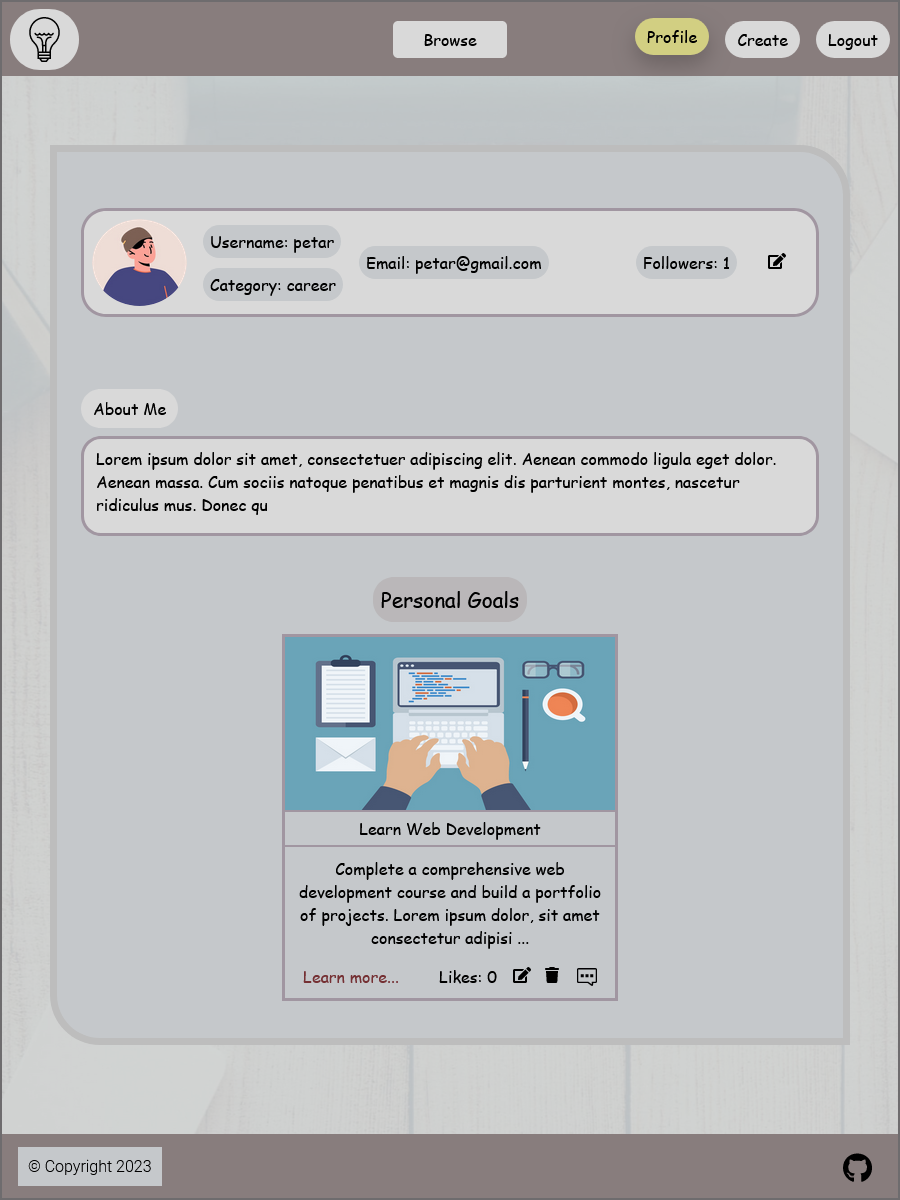 Browse
Profile
Create
Logout
Username: petar
Category: career
Email: petar@gmail.com
Followers: 1
About Me
Lorem ipsum dolor sit amet, consectetuer adipiscing elit. Aenean commodo ligula eget dolor.
Aenean massa. Cum sociis natoque penatibus et magnis dis parturient montes, nascetur
ridiculus mus. Donec qu
Personal Goals
Learn Web Development
Complete a comprehensive web
development course and build a portfolio
of projects. Lorem ipsum dolor, sit amet
consectetur adipisi ...
Learn more...
Likes: 0
© Copyright 2023